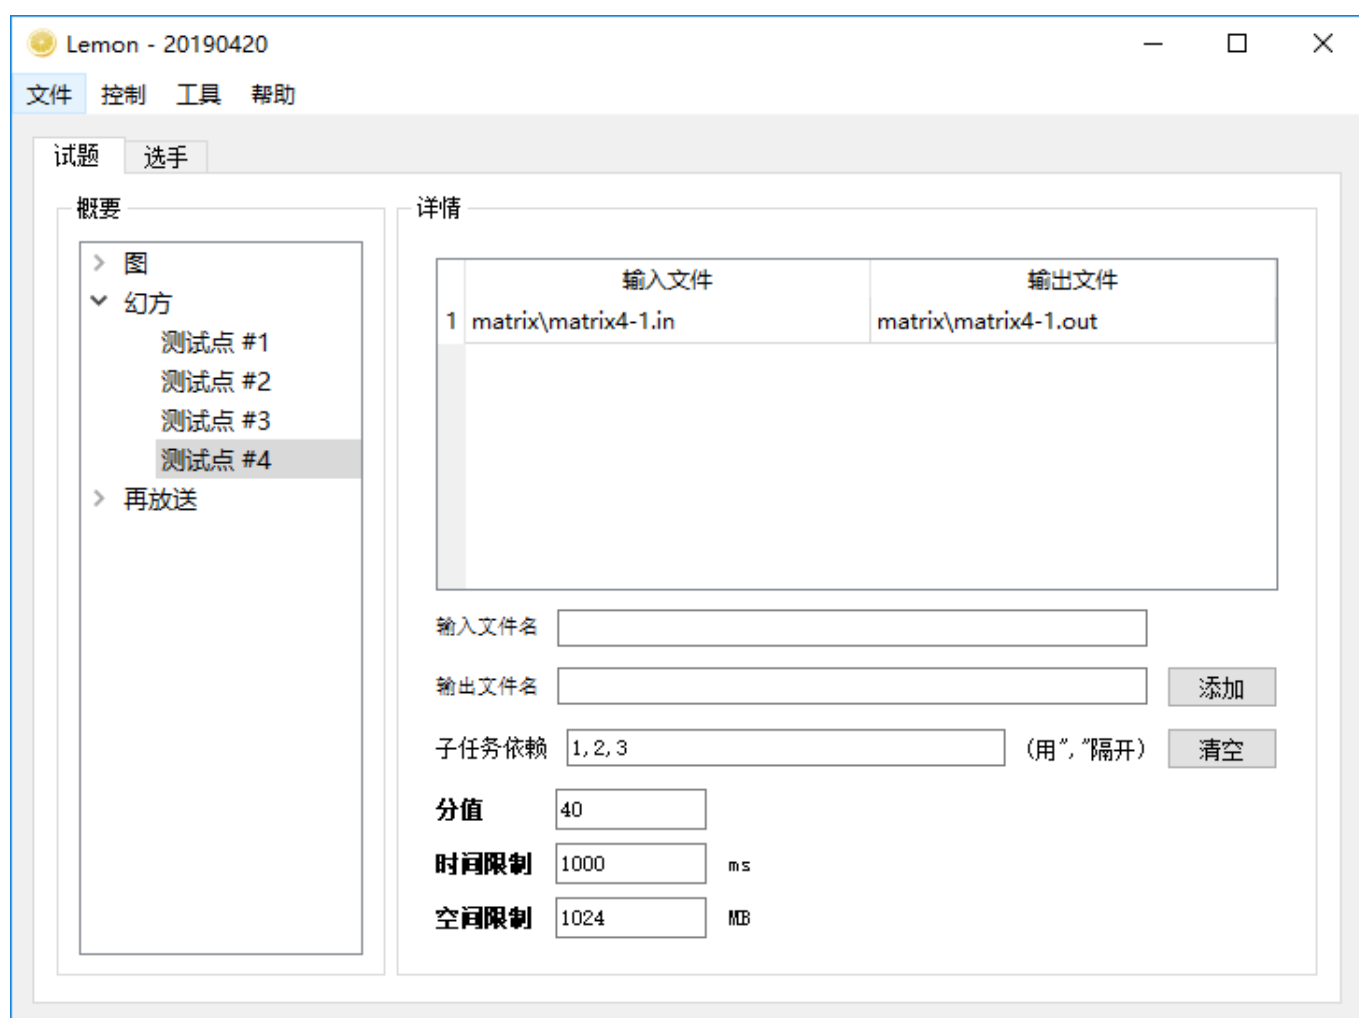 Lemon - 20190420
文件 控制 工具 帮助
试题 选手
概要
图
幻方
测试点 #1
测试点 #2
测试点 #3
测试点 #4
再放送
详情
输入文件 输出文件
1 matrix\matrix4-1.in matrix\matrix4-1.out
输入文件名
输出文件名 添加
子任务依赖 1,2,3 (用”,”隔开) 清空
分值 40
时间限制 1000 ms
空间限制 1024 MB